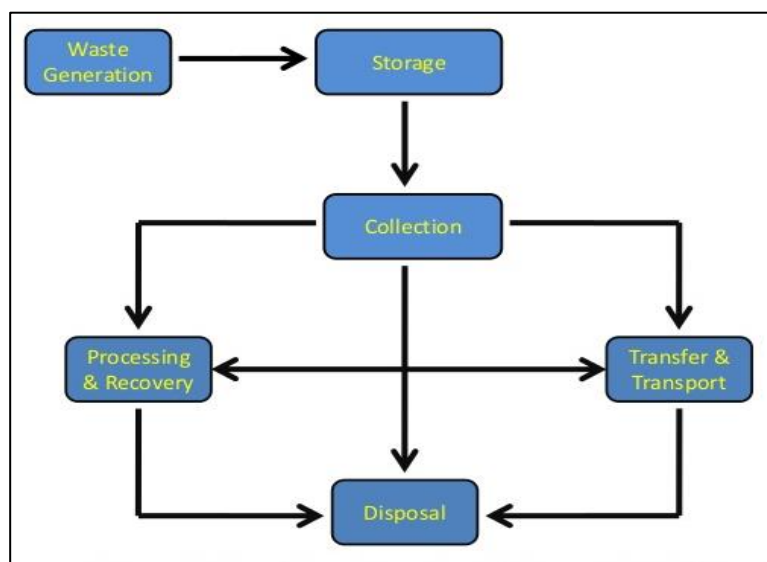 Waste
Generation
Storage
Collection
Processing
& Recovery
Transfer &
Transport
Disposal